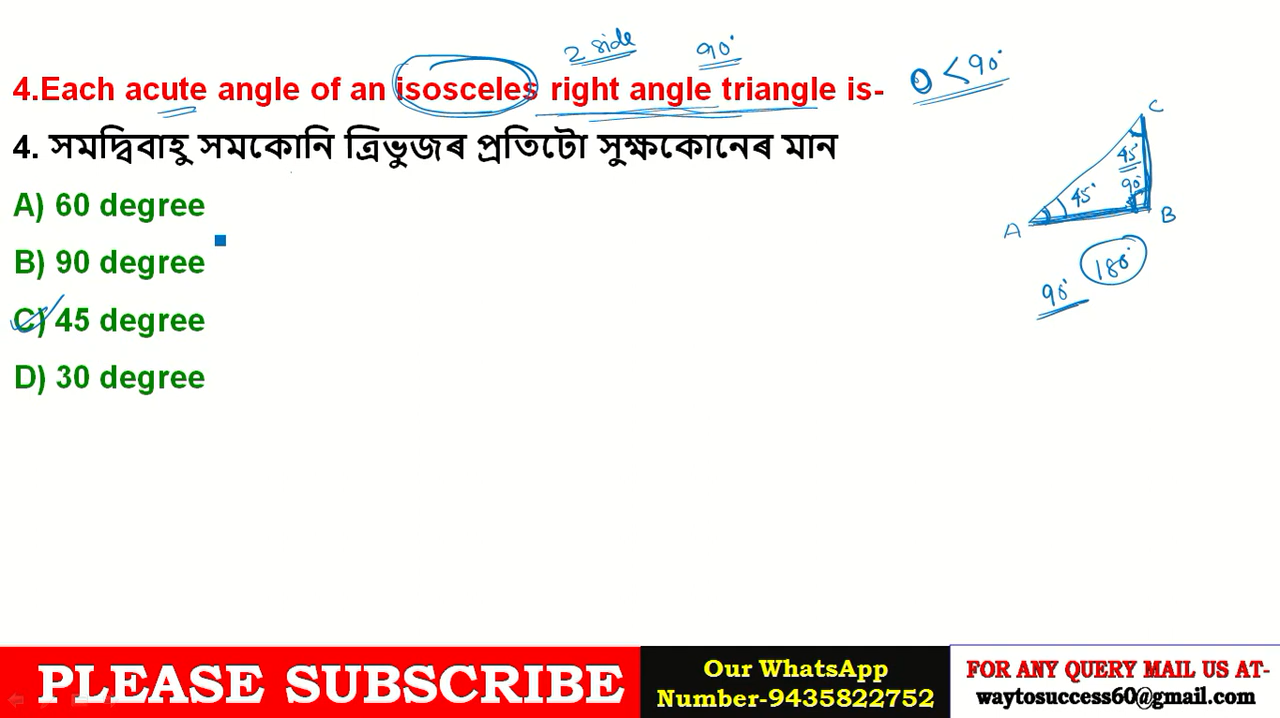 2 side 90°
4.Each acute angle of an isosceles right angle triangle is- 0 <90°
4. সমদ্বিবাহু সমকোনি ত্ৰিভুজৰ প্ৰতিটো সুক্ষকোনেৰ মান
A) 60 degree
B) 90 degree
C) 45 degree
D) 30 degree
C
45°
90°
45°
A
B
180°
90°
PLEASE SUBSCRIBE
Our WhatsApp
Number-9435822752
FOR ANY QUERY MAIL US AT-
waytosuccess60@gmail.com